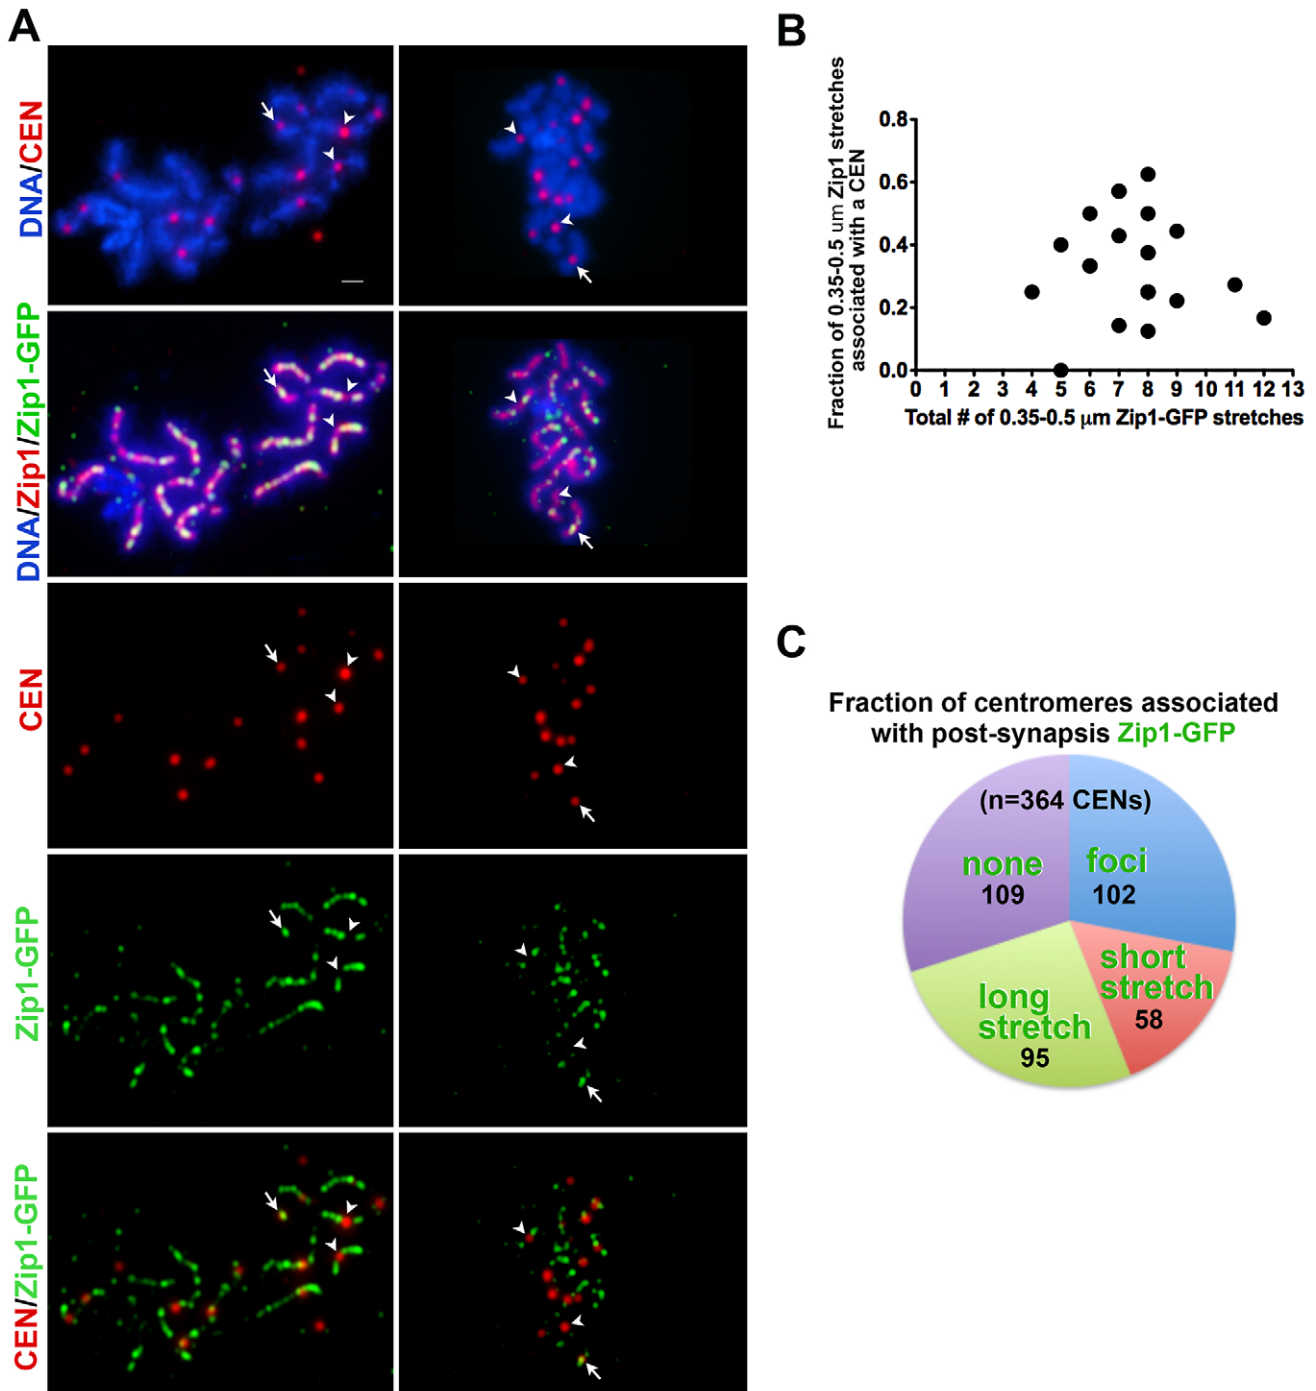 A
DNA/CEN
DNA/Zip1/Zip1-GFP
CEN
Zip1-GFP
CEN/Zip1-GFP
B
Fraction of 0.35-0.5 um Zip1 stretches
associated with a CEN
0.8
0.6
0.4
0.2
0.0
0 1 2 3 4 5 6 7 8 9 10 11 12 13
Total # of 0.35-0.5 μm Zip1-GFP stretches
C
Fraction of centromeres associated
with post-synapsis Zip1-GFP
(n=364 CENs)
none
109
foci
102
short
stretch
58
long
stretch
95